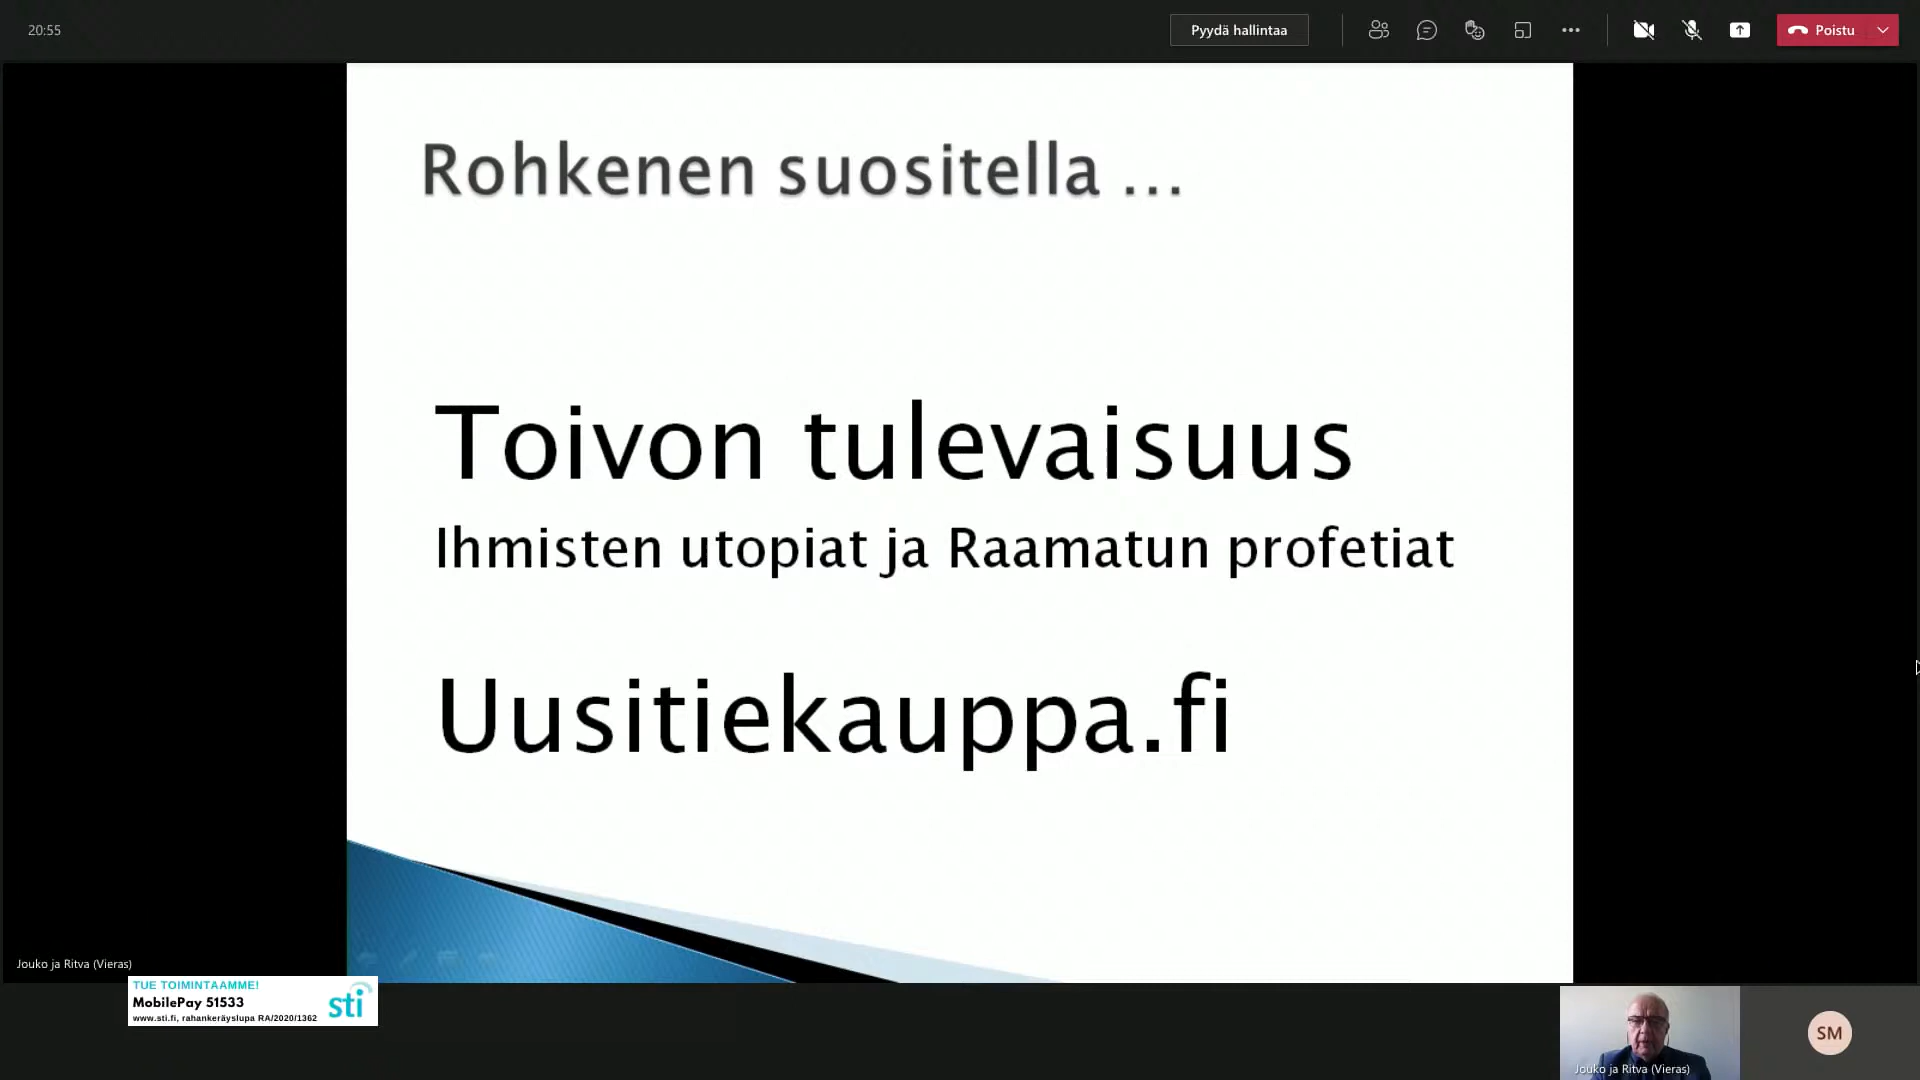 20:55
Pyydä hallintaa
Poistu
Rohkenen suositella ...
Toivon tulevaisuus
Ihmisten utopiat ja Raamatun profetiat
Uusitiekauppa.fi
Jouko ja Ritva (Vieras)
TUE TOIMINTAAMME!
MobilePay 51533
www.sti.fi, rahankeräyslupa RA/2020/1362
sti
SM
Jouko ja Ritva (Vieras)